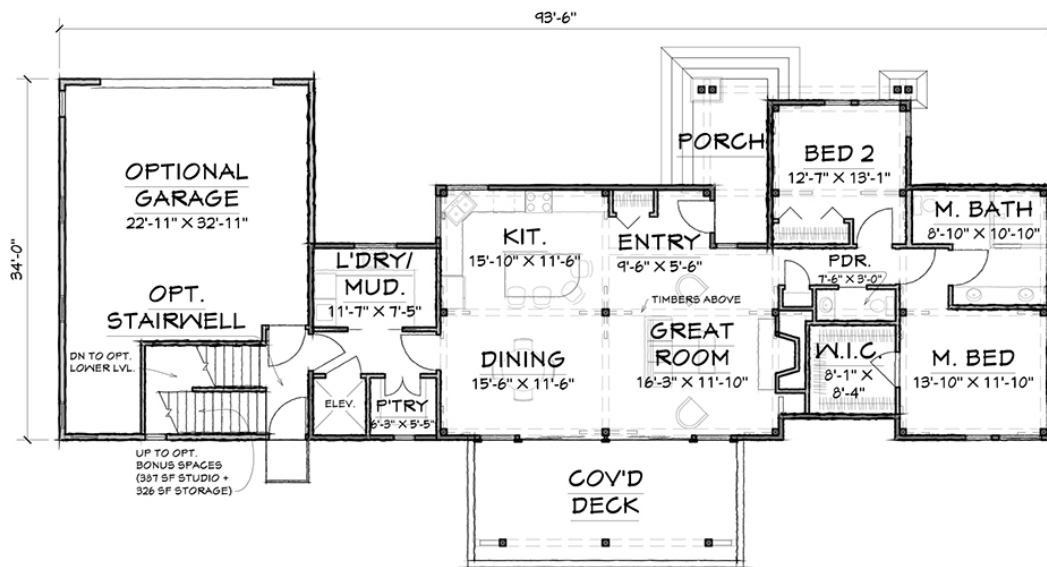 93'-6"
34'-0"
OPTIONAL
GARAGE
22'-11" X 32'-11"
OPT.
STAIRWELL
DN TO OPT.
LOWER LVL.
UP TO OPT.
BONUS SPACES
(387 SF STUDIO +
326 SF STORAGE)
L'DRY/
MUD.
11'-7" X 7'-5"
ELEV.
P'TRY
6'-3" X 5'-5"
KIT.
15'-10" X 11'-6"
DINING
15'-6" X 11'-6"
ENTRY
9'-6" X 5'-6"
TIMBERS ABOVE
GREAT
ROOM
16'-3" X 11'-10"
COV'D
DECK
PORCH
BED 2
12'-7" X 13'-1"
PDR.
7'-6" X 3'-0"
M. BATH
8'-10" X 10'-10"
W.I.C.
8'-1" X
8'-4"
M. BED
13'-10" X 11'-10"